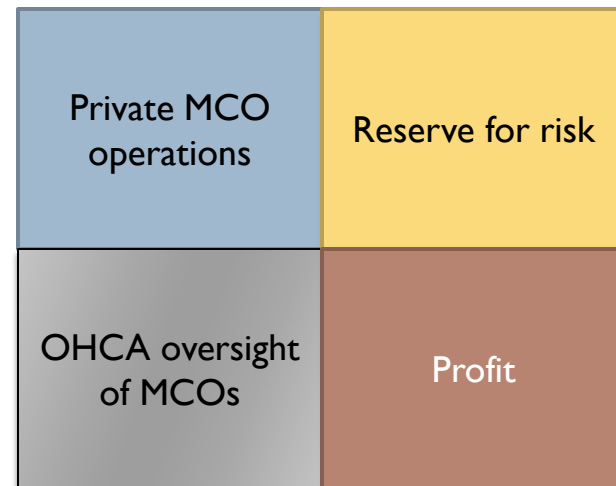 Private MCO
operations
Reserve for risk
OHCA oversight
of MCOs
Profit